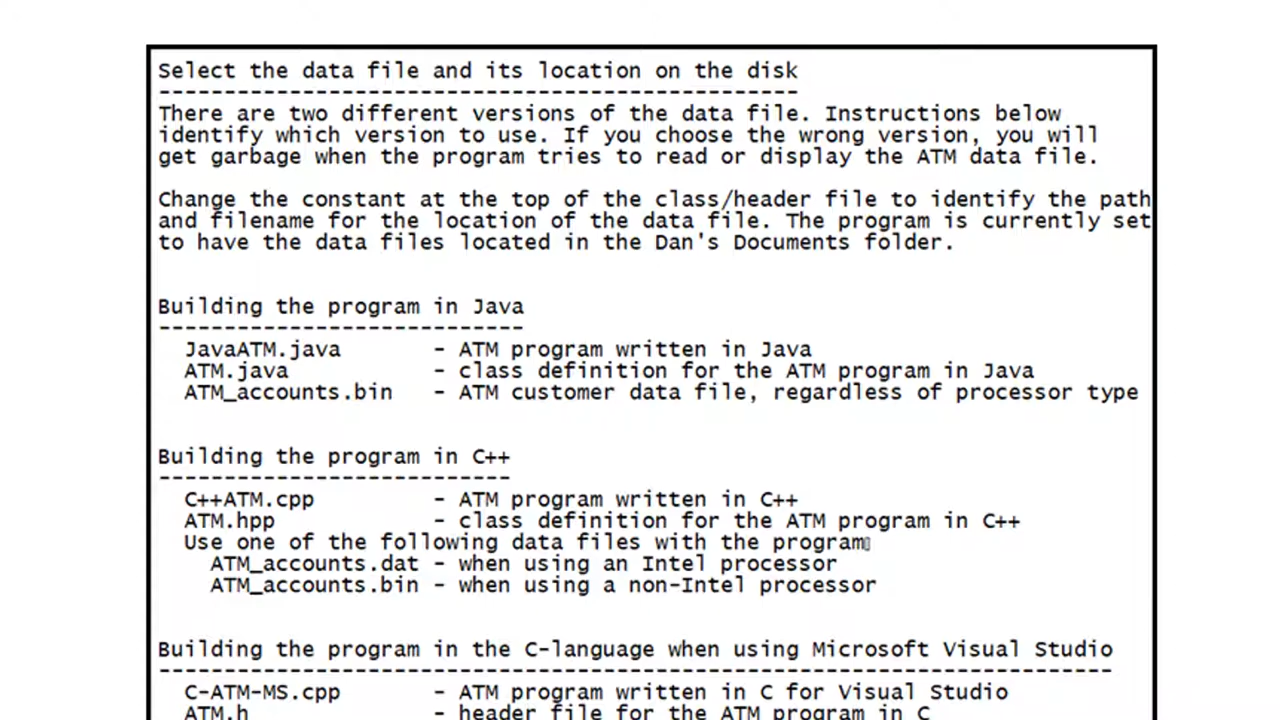 Select the data file and its location on the disk
-------------------------------------------------
There are two different versions of the data file. Instructions below
identify which version to use. If you choose the wrong version, you will
get garbage when the program tries to read or display the ATM data file.
Change the constant at the top of the class/header file to identify the path
and filename for the location of the data file. The program is currently set
to have the data files located in the Dan's Documents folder.
Building the program in Java
----------------------------
JavaATM.java - ATM program written in Java
ATM.java - class definition for the ATM program in Java
ATM_accounts.bin - ATM customer data file, regardless of processor type
Building the program in C++
---------------------------
C++ATM.cpp - ATM program written in C++
ATM.hpp - class definition for the ATM program in C++
Use one of the following data files with the program
ATM_accounts.dat - when using an Intel processor
ATM_accounts.bin - when using a non-Intel processor
Building the program in the C-language when using Microsoft Visual Studio
-------------------------------------------------------------------------
C-ATM-MS.cpp - ATM program written in C for Visual Studio
ATM.h - header file for the ATM program in C